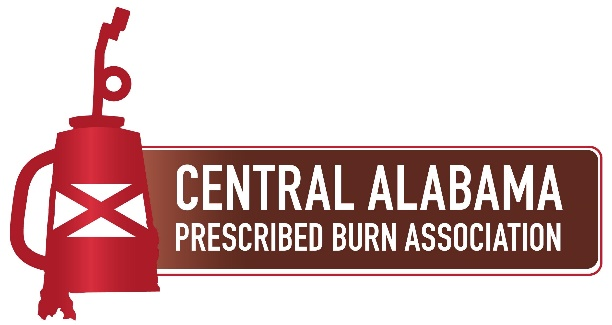 CENTRAL ALABAMA
PRESCRIBED BURN ASSOCIATION